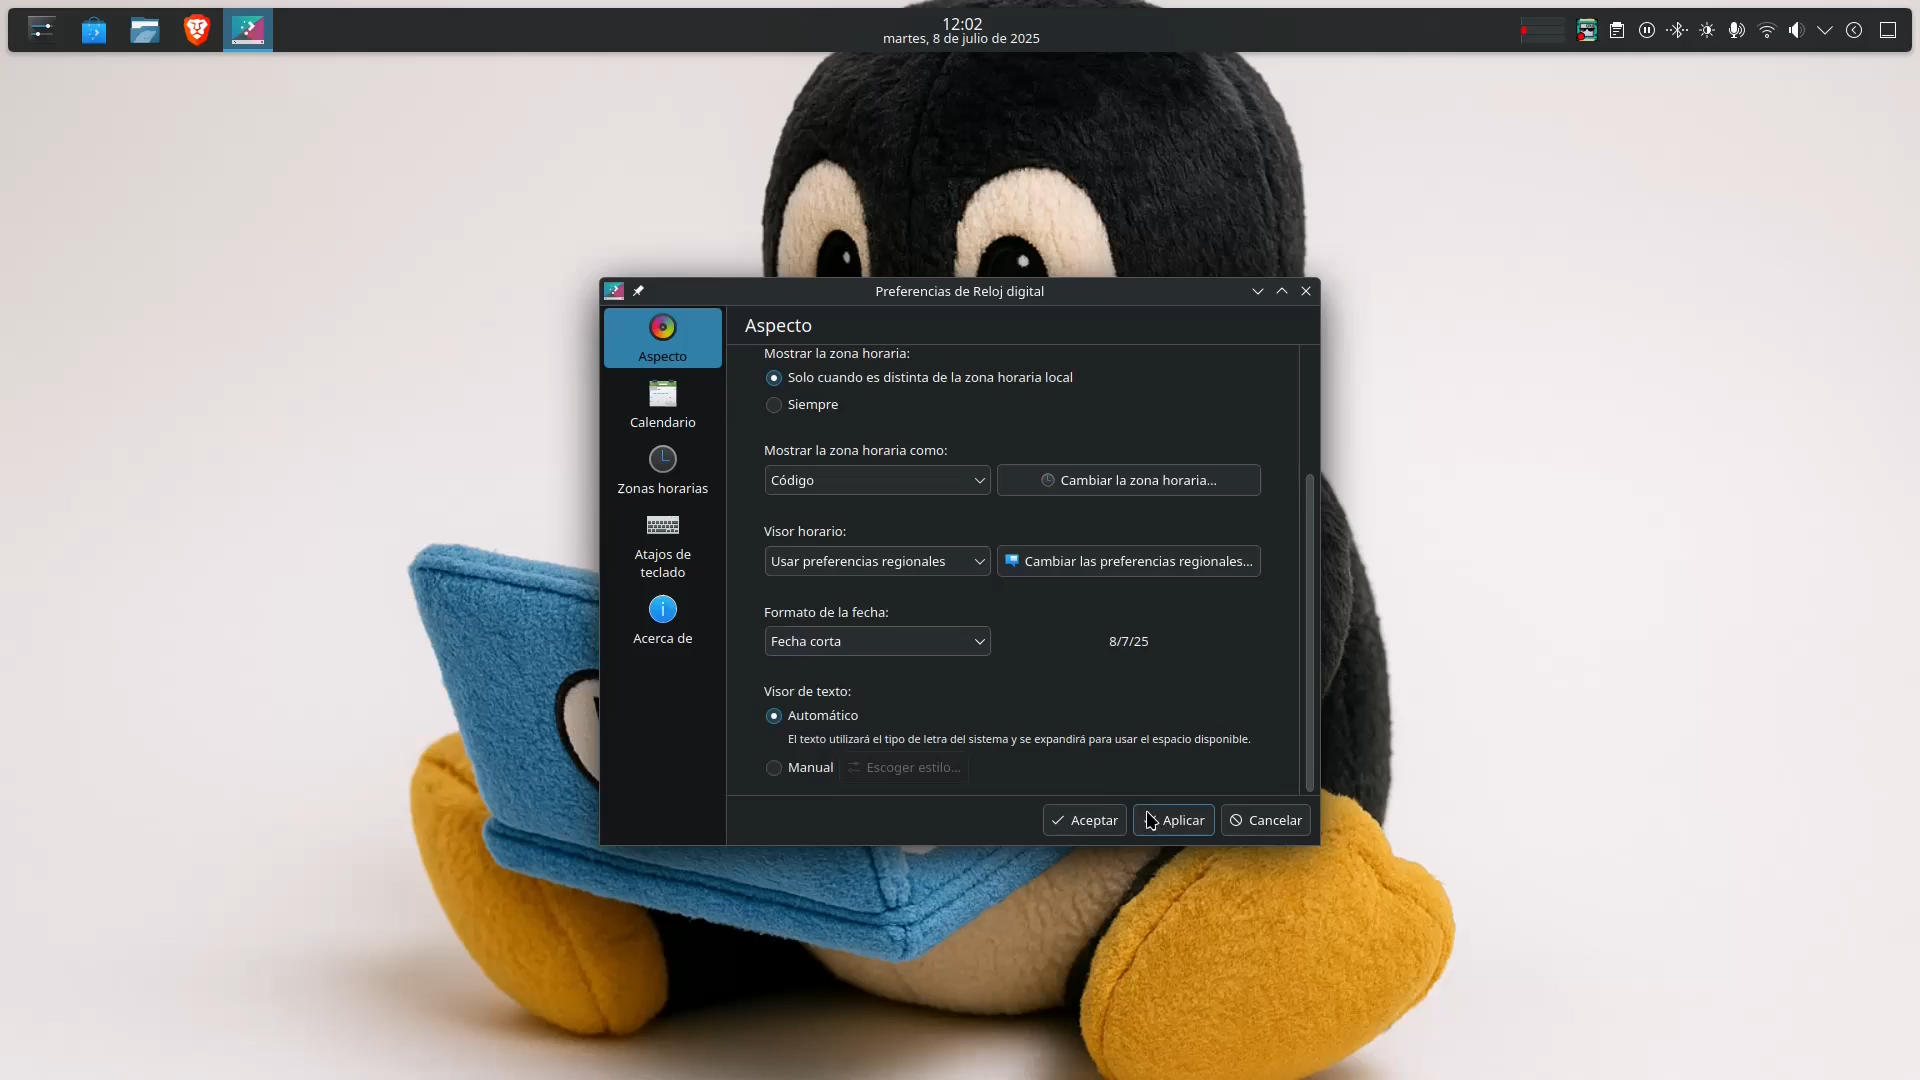 12:02
martes, 8 de julio de 2025
Preferencias de Reloj digital
Aspecto
Calendario
Zonas horarias
Atajos de
teclado
Acerca de
Aspecto
Mostrar la zona horaria:
Solo cuando es distinta de la zona horaria local
Siempre
Mostrar la zona horaria como:
Código
Cambiar la zona horaria...
Visor horario:
Usar preferencias regionales
Cambiar las preferencias regionales...
Formato de la fecha:
Fecha corta
8/7/25
Visor de texto:
Automático
El texto utilizará el tipo de letra del sistema y se expandirá para usar el espacio disponible.
Manual
Escoger estilo...
Aceptar
Aplicar
Cancelar